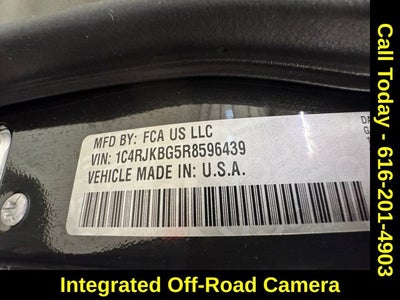 MFD BY: FCA US LLC
VIN: 1C4RJKBG5R8596439
VEHICLE MADE IN: U.S.A.
Call Today - 616-201-4903
Integrated Off-Road Camera